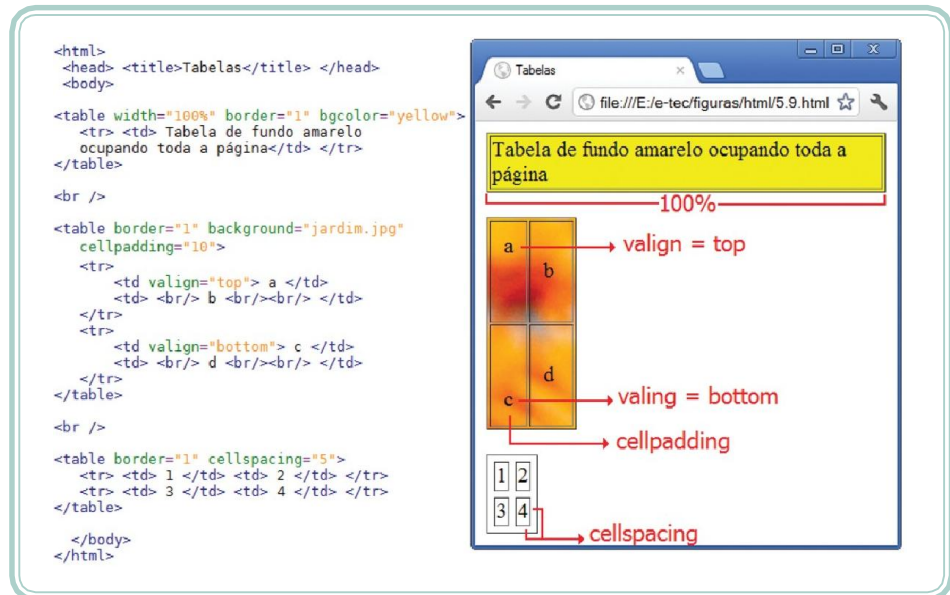 <html>
<head> <title>Tabelas</title> </head>
<body>
<table width="100%" border="1" bgcolor="yellow">
<tr> <td> Tabela de fundo amarelo
ocupando toda a página</td> </tr>
</table>
<br />
<table border="1" background="jardim.jpg"
cellpadding="10">
<tr>
<td valign="top"> a </td>
<td> <br/> b <br/><br/> </td>
</tr>
<tr>
<td valign="bottom"> c </td>
<td> <br/> d <br/><br/> </td>
</tr>
</table>
<br />
<table border="1" cellspacing="5">
<tr> <td> 1 </td> <td> 2 </td> </tr>
<tr> <td> 3 </td> <td> 4 </td> </tr>
</table>
</body>
</html>
Tabelas
file:///E:/e-tec/figuras/html/5.9.html
Tabela de fundo amarelo ocupando toda a
página
100%
a valign = top
b
d
c valing = bottom
cellpadding
1 2
3 4
cellspacing